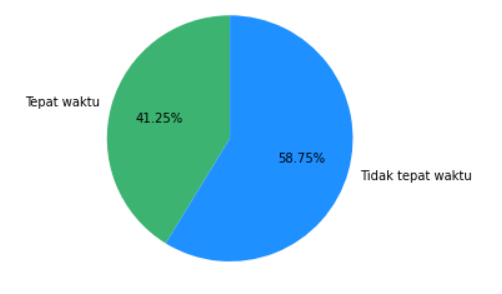 Tepat waktu
41.25%
58.75%
Tidak tepat waktu